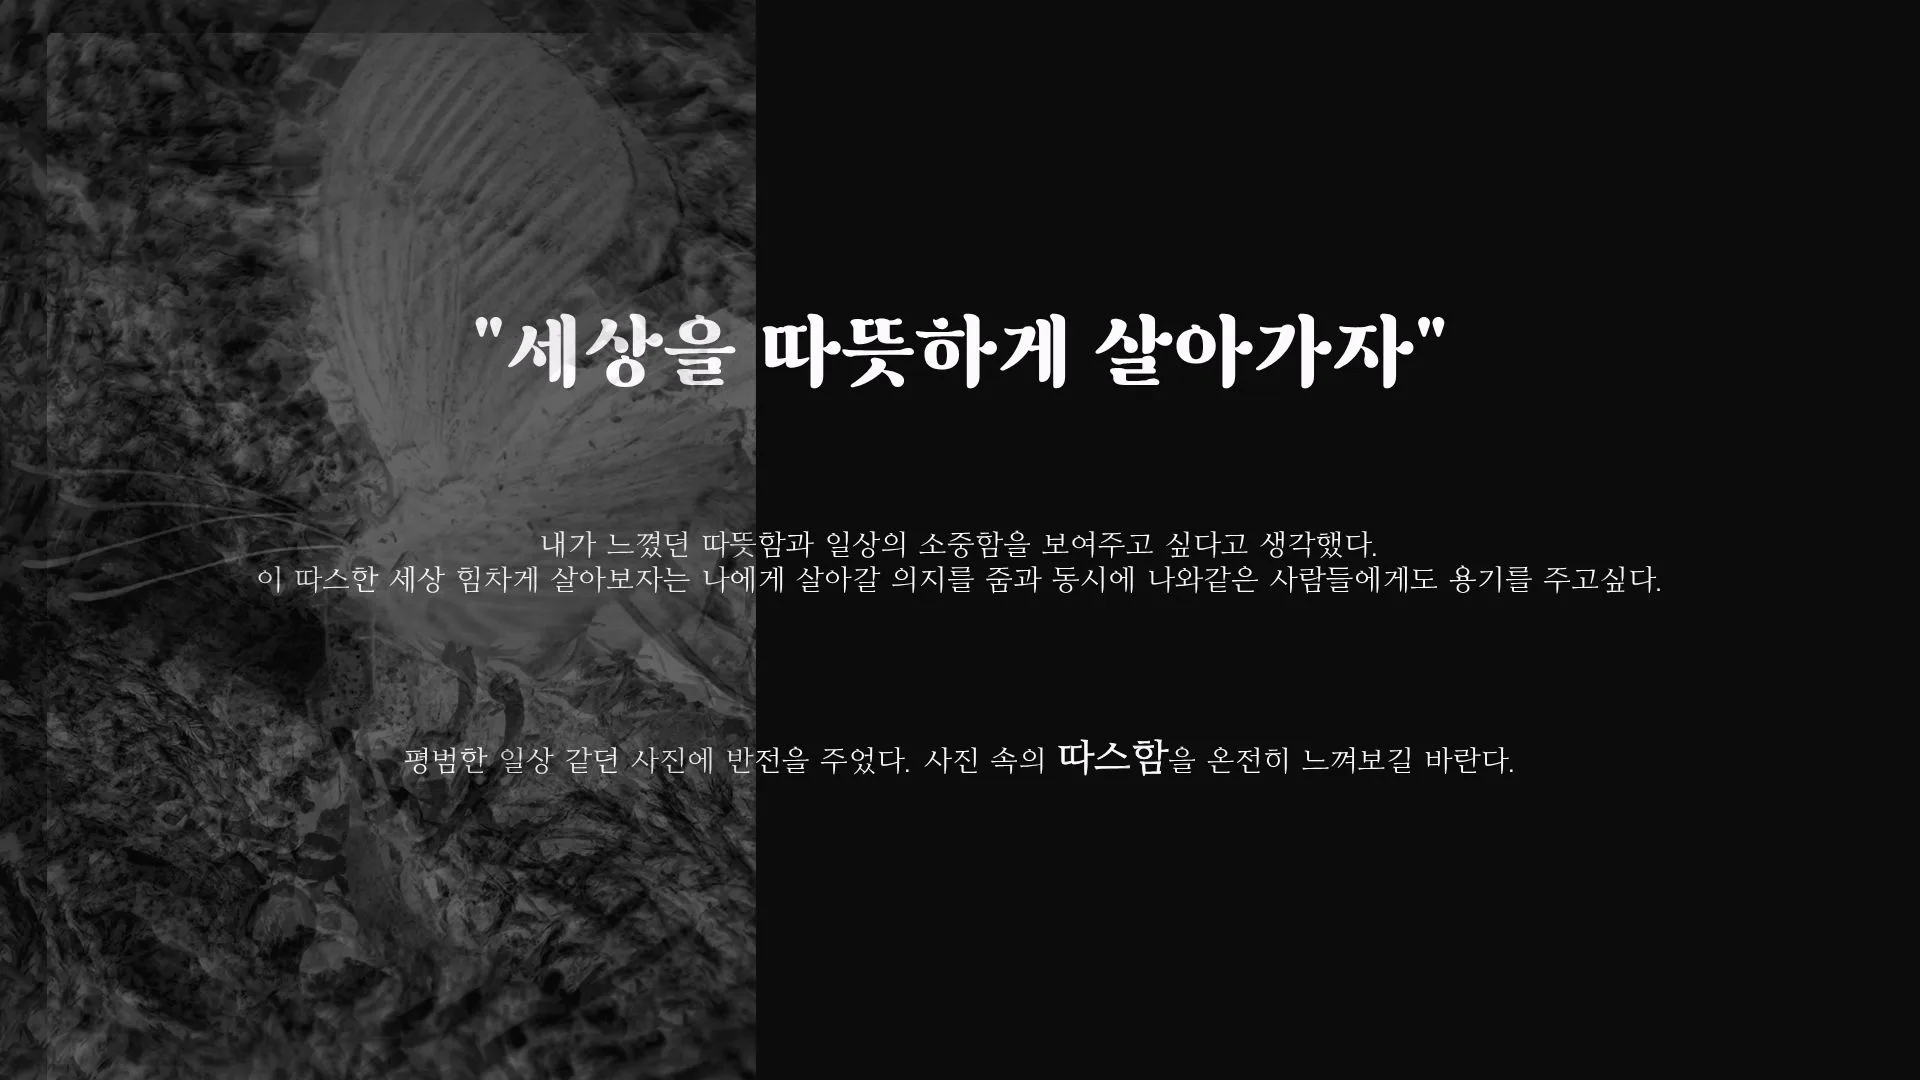 "세상을 따뜻하게 살아가자"
내가 느꼈던 따뜻함과 일상의 소중함을 보여주고 싶다고 생각했다.
이 따스한 세상 힘차게 살아보자는 나에게 살아갈 의지를 줌과 동시에 나와같은 사람들에게도 용기를 주고싶다.
평범한 일상 같던 사진에 반전을 주었다. 사진 속의 따스함을 온전히 느껴보길 바란다.